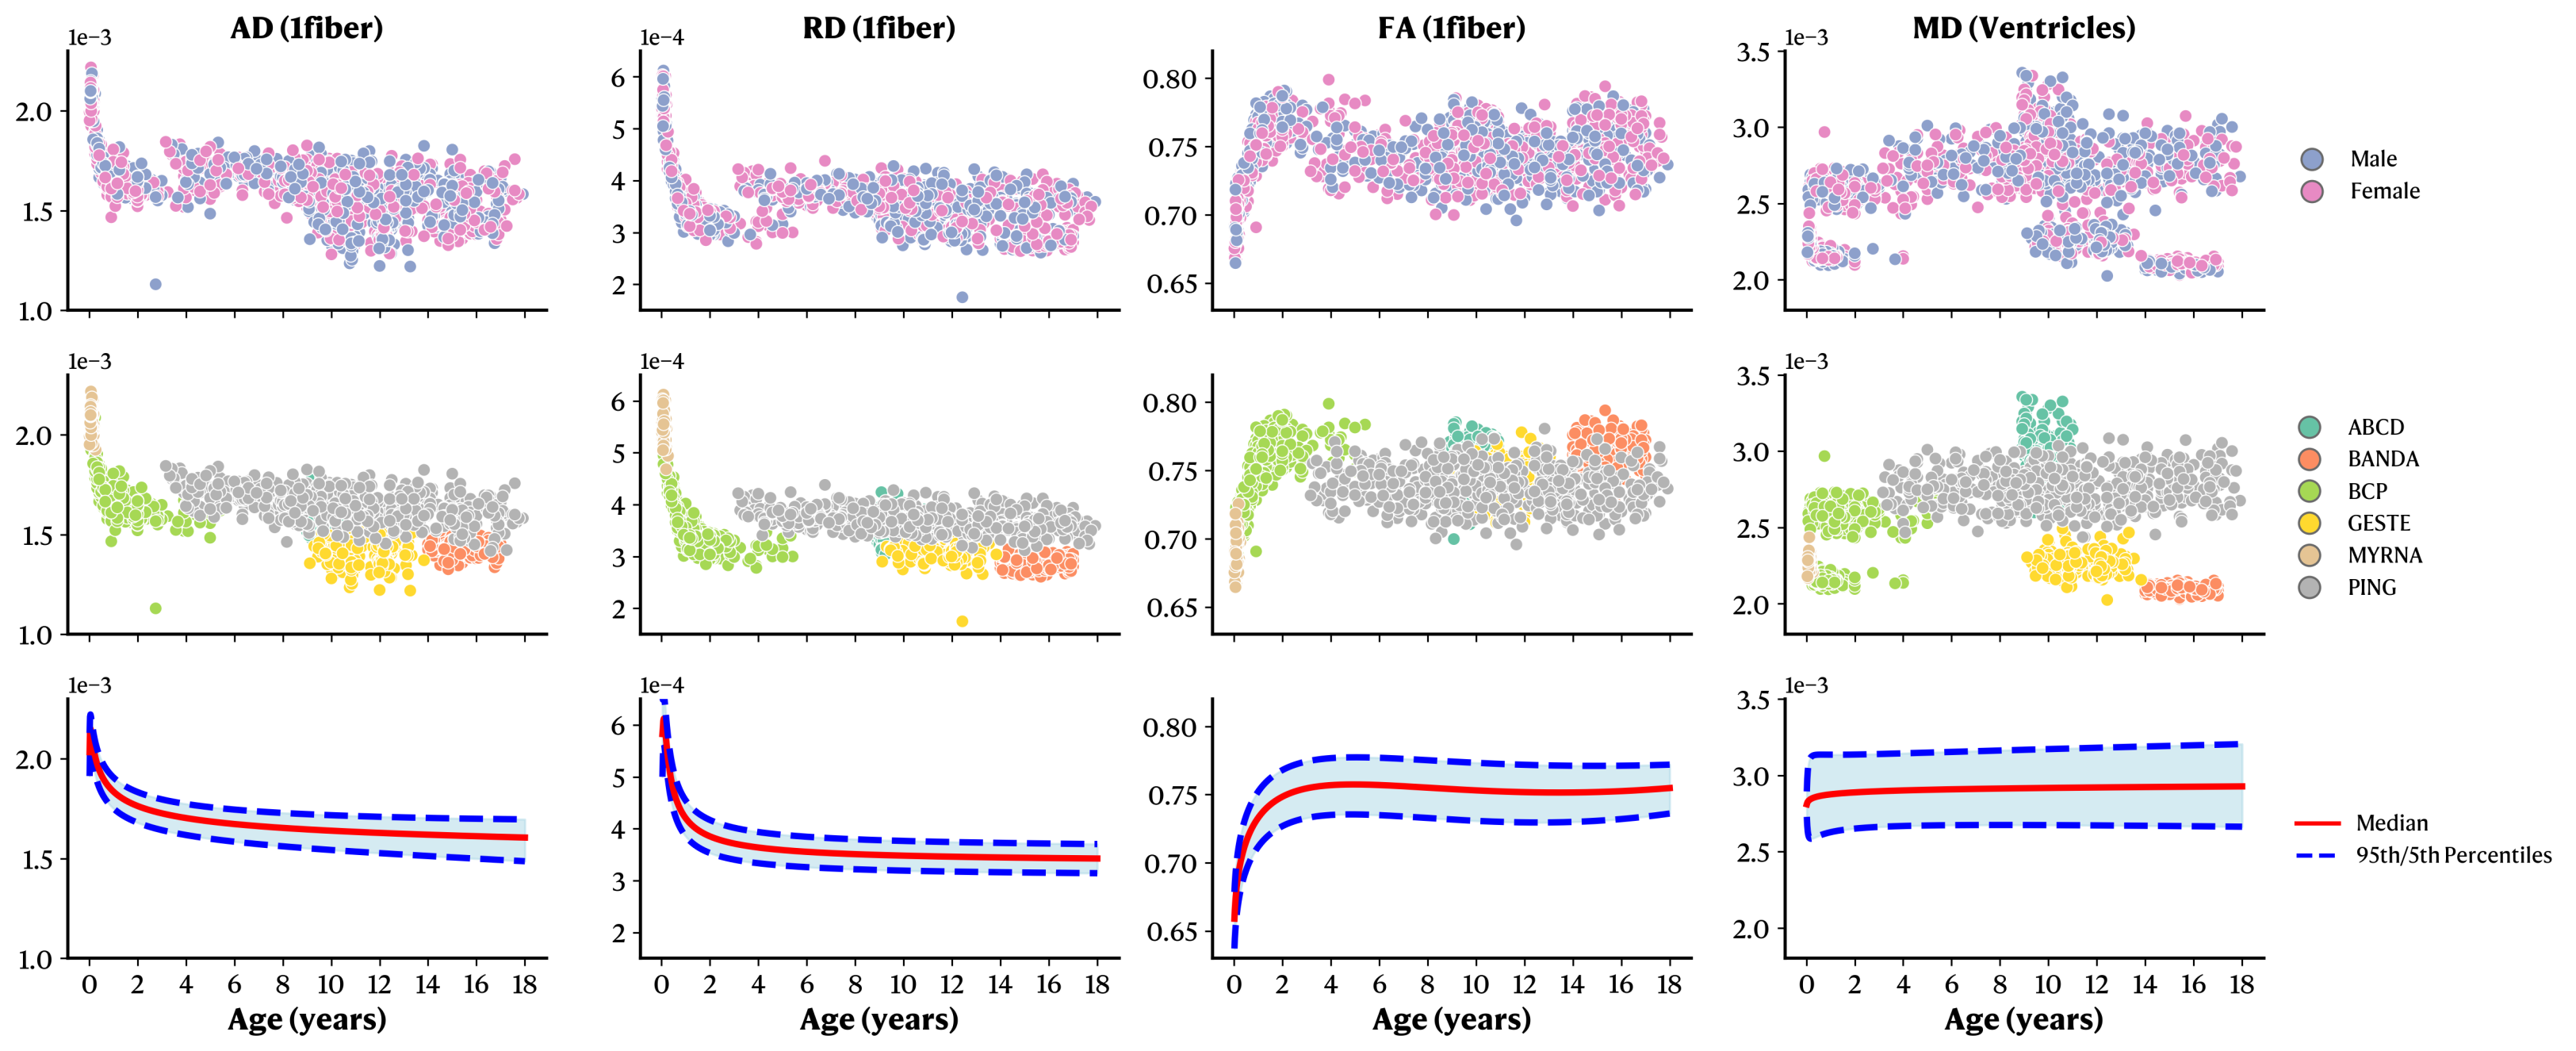 AD (1fiber)
RD (1fiber)
FA (1fiber)
MD (Ventricles)
1e−3
2.0
1.5
1.0
1e−4
6
5
4
3
2
0.80
0.75
0.70
0.65
1e−3
3.5
3.0
2.5
2.0
Male
Female
1e−3
2.0
1.5
1.0
1e−4
6
5
4
3
2
0.80
0.75
0.70
0.65
1e−3
3.5
3.0
2.5
2.0
ABCD
BANDA
BCP
GESTE
MYRNA
PING
1e−3
2.0
1.5
1.0
0 2 4 6 8 10 12 14 16 18
Age (years)
1e−4
6
5
4
3
2
0 2 4 6 8 10 12 14 16 18
Age (years)
0.80
0.75
0.70
0.65
0 2 4 6 8 10 12 14 16 18
Age (years)
1e−3
3.5
3.0
2.5
2.0
0 2 4 6 8 10 12 14 16 18
Age (years)
Median
95th/5th Percentiles